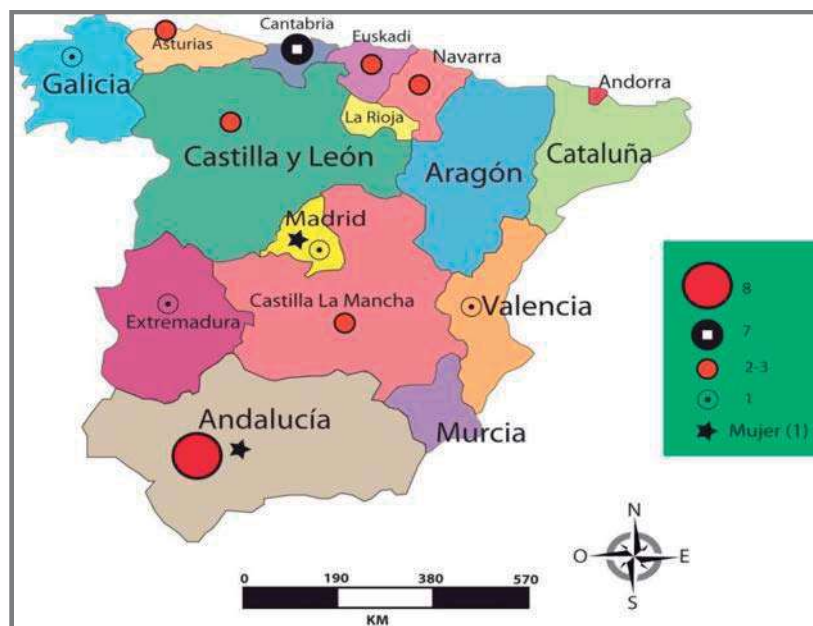 Cantabria
Asturias
Euskadi
Navarra
Galicia
Andorra
La Rioja
Castilla y León
Cataluña
Aragón
Madrid
Castilla La Mancha
Valencia
Extremadura
Andalucía
Murcia
8
7
2-3
1
Mujer (1)
N
O E
S
0 190 380 570
KM